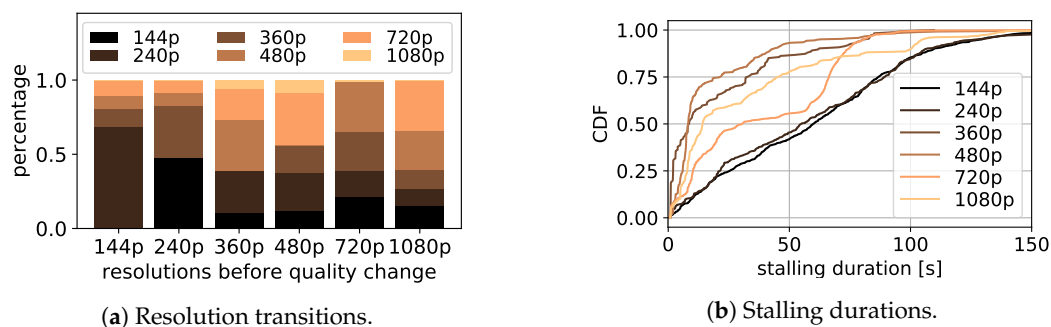 144p 360p 720p
240p 480p 1080p
percentage
1.0
0.5
0.0
144p 240p 360p 480p 720p 1080p
resolutions before quality change
(a) Resolution transitions.
CDF
1.00
0.75
0.50
0.25
0.00
144p
240p
360p
480p
720p
1080p
0 50 100 150
stalling duration [s]
(b) Stalling durations.